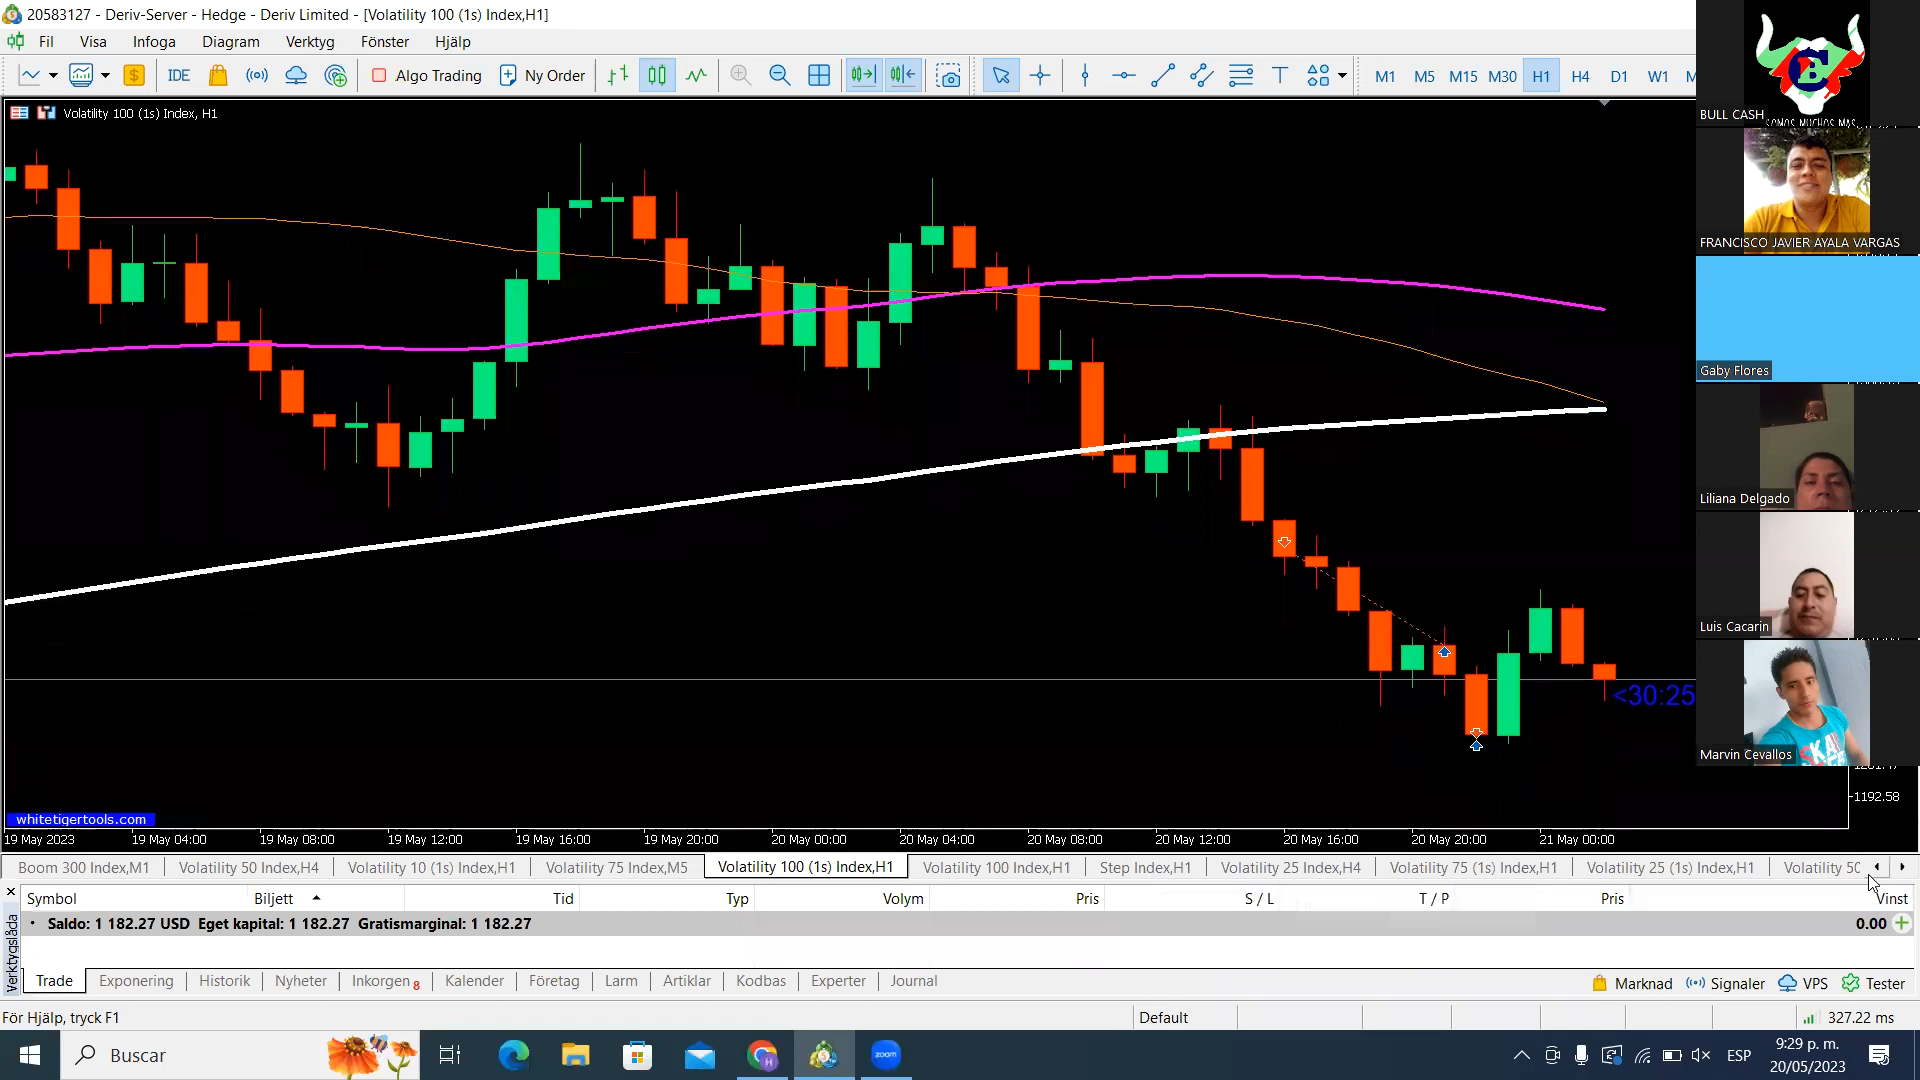 20583127 - Deriv-Server - Hedge - Deriv Limited - [Volatility 100 (1s) Index,H1]
Fil Visa Infoga Diagram Verktyg Fönster Hjälp
IDE Algo Trading Ny Order T M1 M5 M15 M30 H1 H4 D1 W1
Volatility 100 (1s) Index, H1
BULL CASH
SOMOS MUCHOS MAS
FRANCISCO JAVIER AYALA VARGAS
Gaby Flores
Liliana Delgado
Luis Cacarin
<30:25
Marvin Cevallos
1192.58
whitetigertools.com
19 May 2023 19 May 04:00 19 May 08:00 19 May 12:00 19 May 16:00 19 May 20:00 20 May 00:00 20 May 04:00 20 May 08:00 20 May 12:00 20 May 16:00 20 May 20:00 21 May 00:00
Boom 300 Index,M1 Volatility 50 Index,H4 Volatility 10 (1s) Index,H1 Volatility 75 Index,M5 Volatility 100 (1s) Index,H1 Volatility 100 Index,H1 Step Index,H1 Volatility 25 Index,H4 Volatility 75 (1s) Index,H1 Volatility 25 (1s) Index,H1 Volatility 50
Symbol Biljett Tid Typ Volym Pris S / L T / P Pris Vinst
Saldo: 1 182.27 USD Eget kapital: 1 182.27 Gratismarginal: 1 182.27 0.00
Verktygslåda
Trade Exponering Historik Nyheter Inkorgen 8 Kalender Företag Larm Artiklar Kodbas Experter Journal Marknad Signaler VPS Tester
För Hjälp, tryck F1 Default 327.22 ms
Buscar zoom ESP 9:29 p. m.
20/05/2023